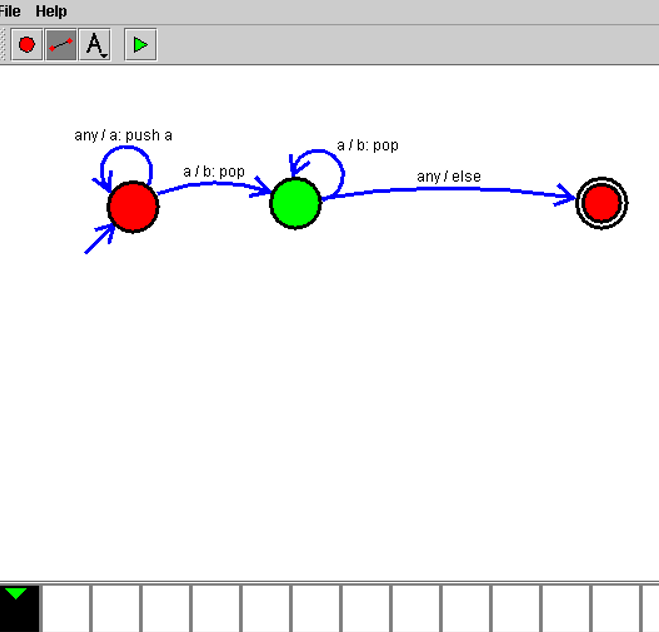 File Help
A
any / a: push a
a / b: pop
a / b: pop
any / else